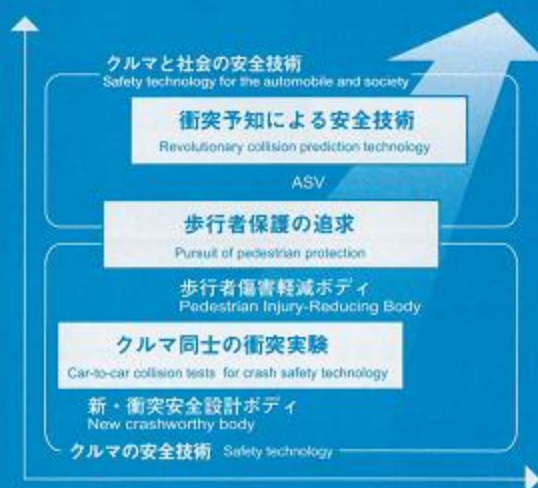 クルマと社会の安全技術
Safety technology for the automobile and society
衝突予知による安全技術
Revolutionary collision prediction technology
ASV
歩行者保護の追求
Pursuit of pedestrian protection
歩行者傷害軽減ボディ
Pedestrian Injury-Reducing Body
クルマ同士の衝突実験
Car-to-car collision tests for crash safety technology
新・衝突安全設計ボディ
New crashworthy body
クルマの安全技術 Safety technology